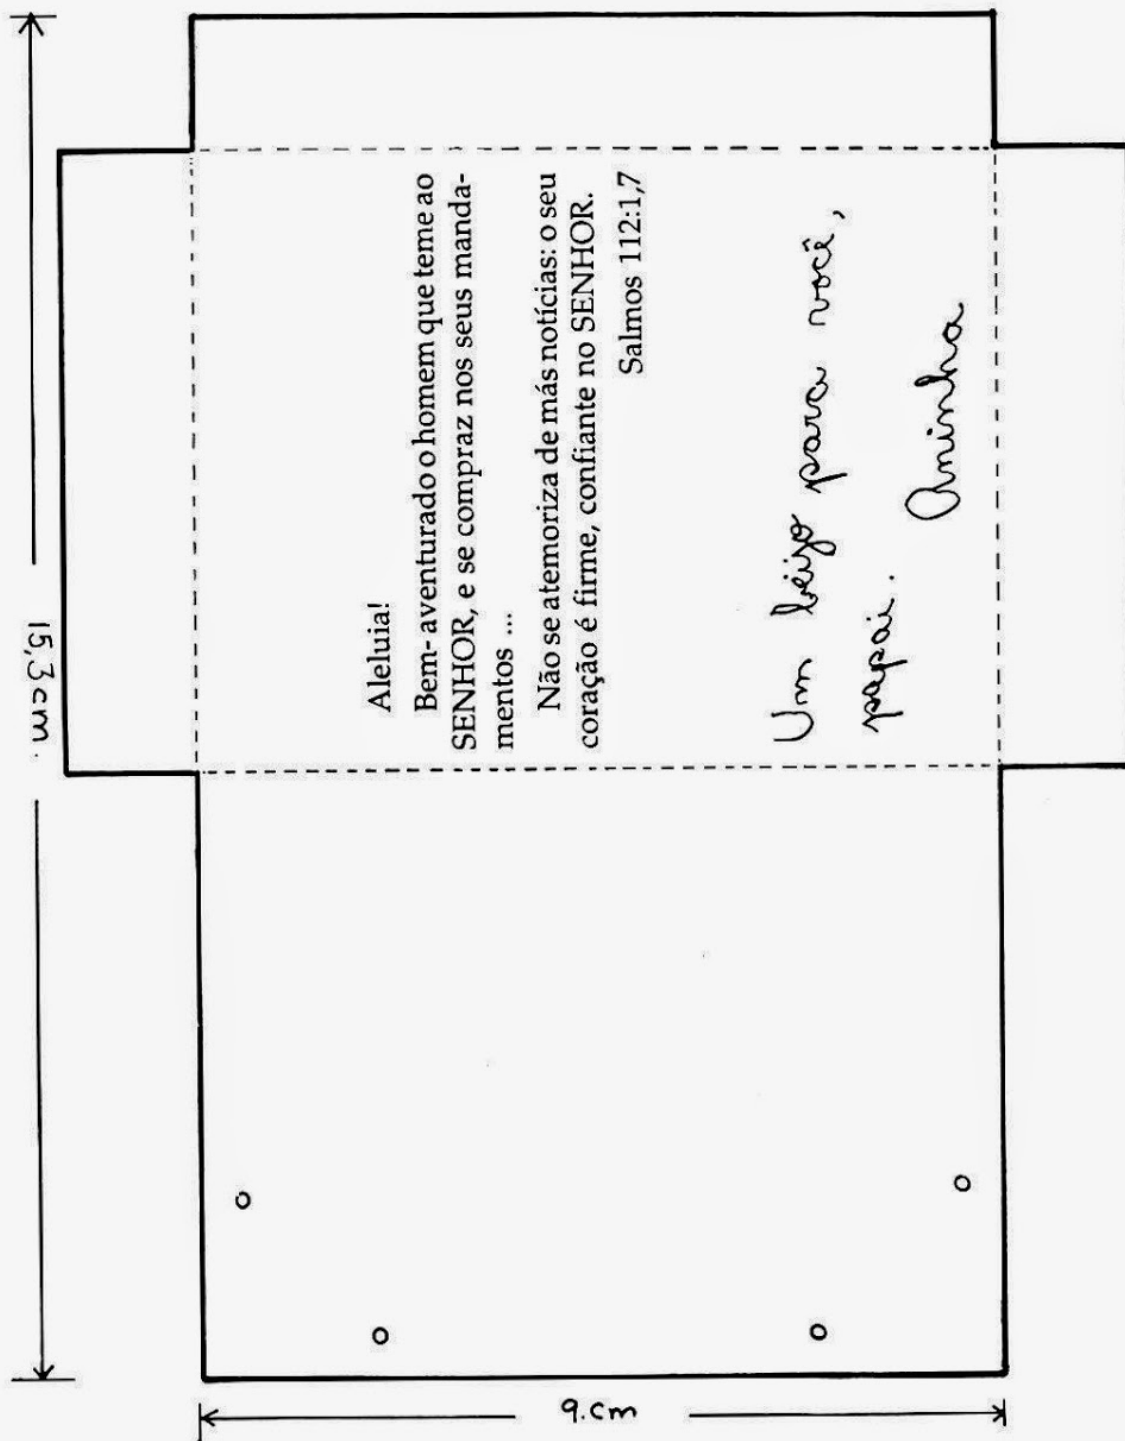 Aleluia!
Bem- aventurado o homem que teme ao
SENHOR, e se compraz nos seus manda-
mentos ...
Não se atemoriza de más notícias: o seu
coração é firme, confiante no SENHOR.
Salmos 112:1,7
Um beijo para você,
papai.
Aninha
15,3 cm.
9.cm